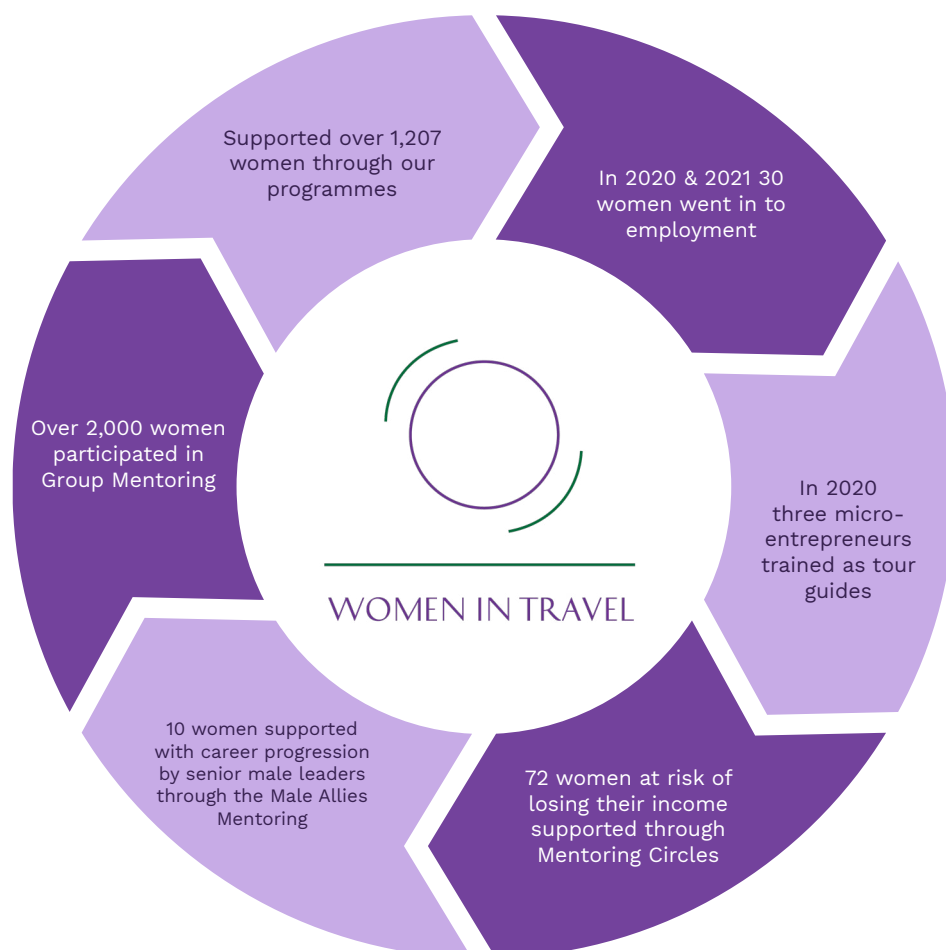 Supported over 1,207
women through our
programmes
In 2020 & 2021 30
women went in to
employment
In 2020
three micro-
entrepreneurs
trained as tour
guides
72 women at risk of
losing their income
supported through
Mentoring Circles
10 women supported
with career progression
by senior male leaders
through the Male Allies
Mentoring
Over 2,000 women
participated in
Group Mentoring
WOMEN IN TRAVEL